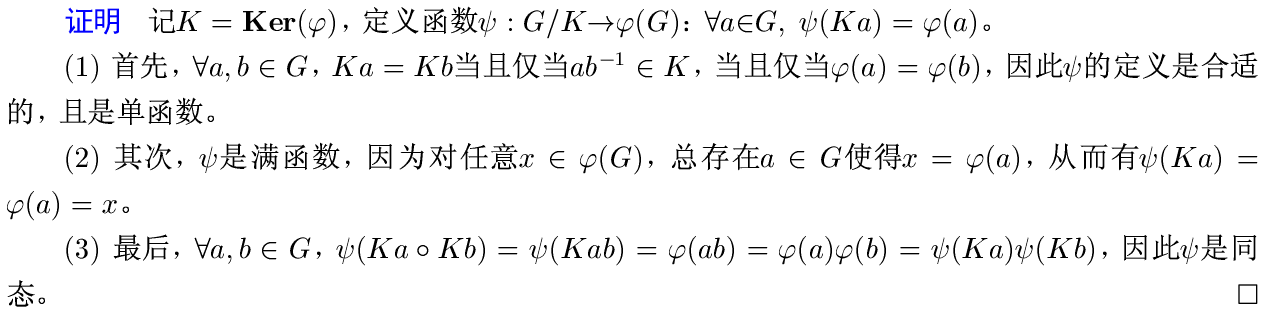 证明 记K = Ker(φ)，定义函数ψ : G/K→φ(G)：∀a∈G, ψ(Ka) = φ(a)。
(1) 首先，∀a, b ∈ G，Ka = Kb当且仅当ab⁻¹ ∈ K，当且仅当φ(a) = φ(b)，因此ψ的定义是合适
的，且是单函数。
(2) 其次，ψ是满函数，因为对任意x ∈ φ(G)，总存在a ∈ G使得x = φ(a)，从而有ψ(Ka) =
φ(a) = x。
(3) 最后，∀a, b ∈ G，ψ(Ka ∘ Kb) = ψ(Kab) = φ(ab) = φ(a)φ(b) = ψ(Ka)ψ(Kb)，因此ψ是同
态。 □